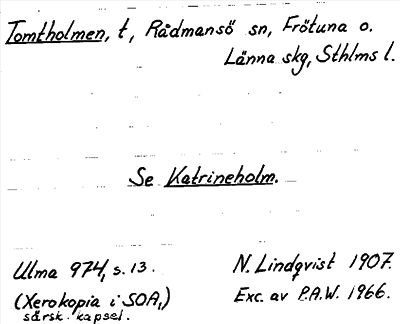 Tomtholmen, t, Rådmansö sn, Frötuna o.
Länna skg, Sthlms l.
Se Katrineholm.
Ulma 974, s. 13.
N. Lindqvist 1907.
(Xerokopia i SOA,)
särsk. kapsel.
Exc. av P.A.W. 1966.